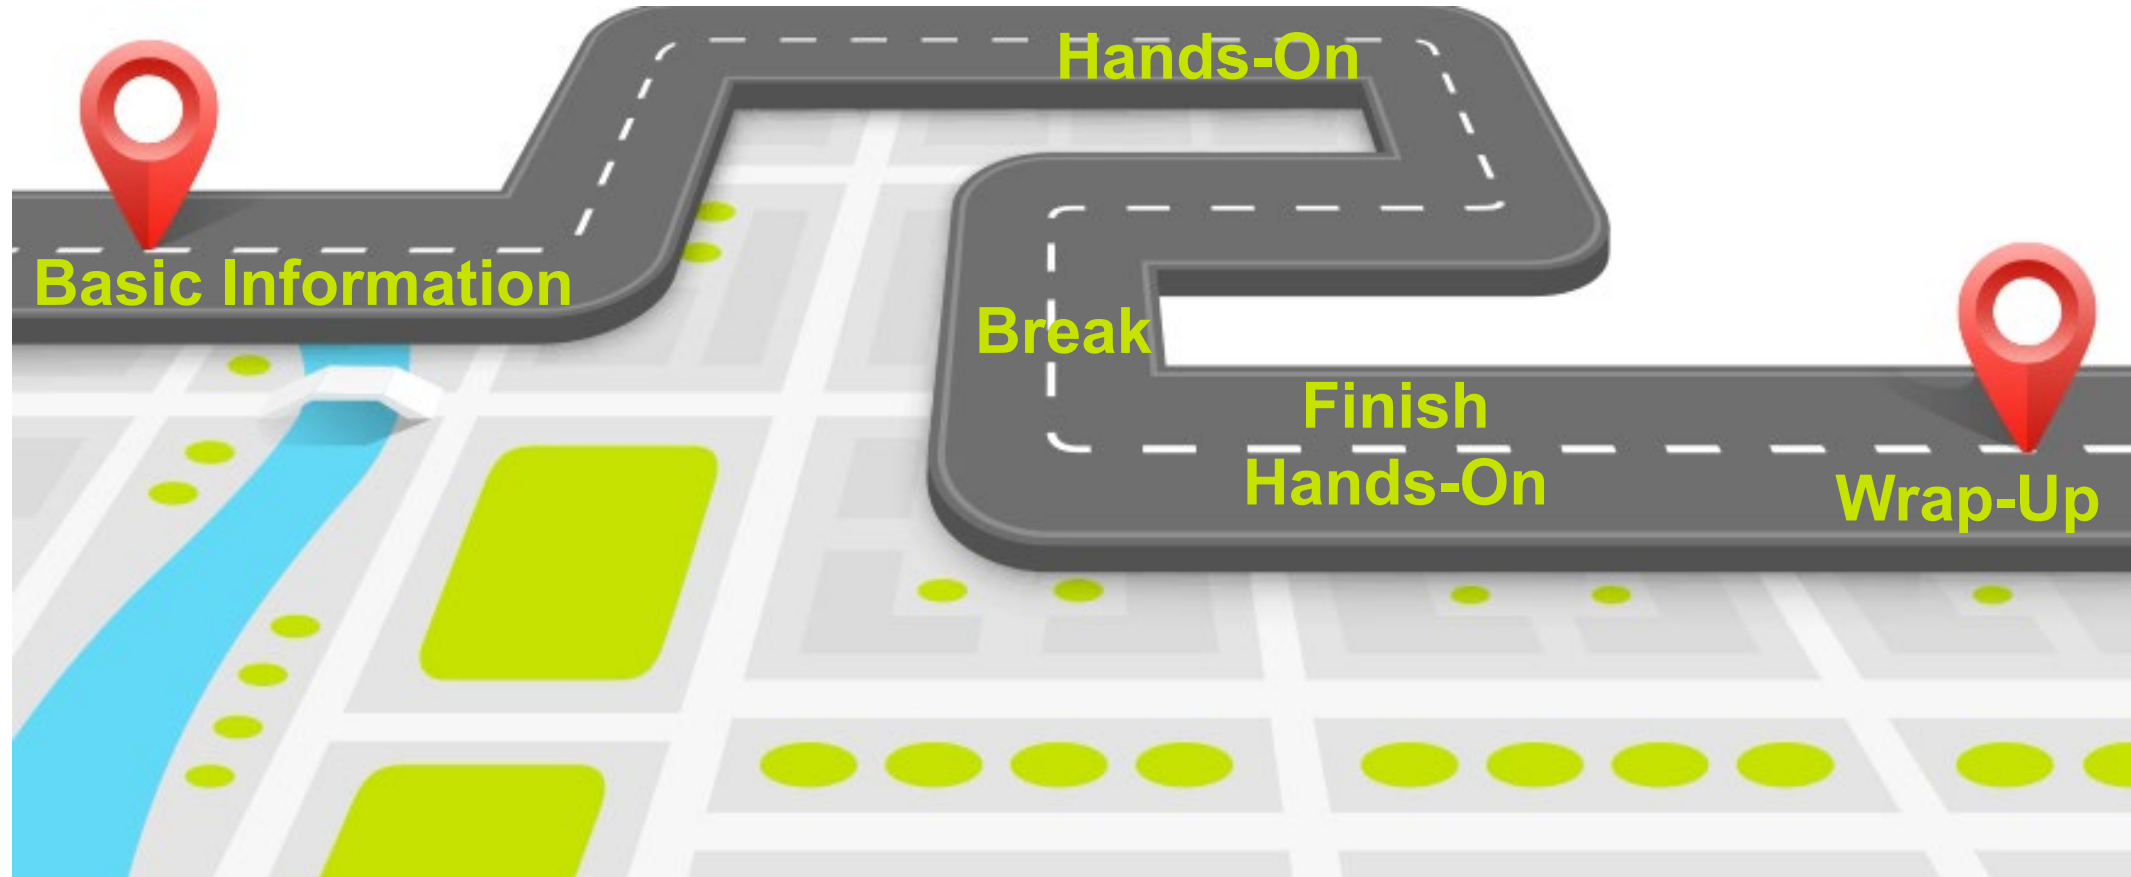 Basic Information
Hands-On
Break
Finish
Hands-On
Wrap-Up